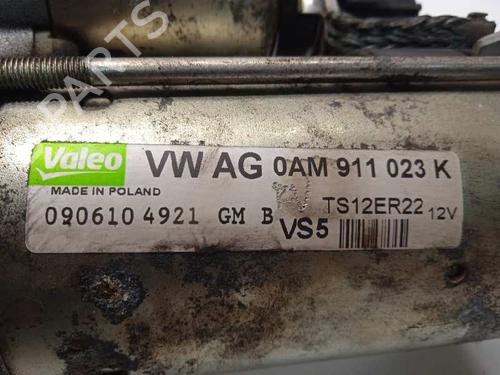 PARTS
Valeo VW AG 0AM 911 023 K
MADE IN POLAND
0906104921 GM B TS12ER22 12V
VS5